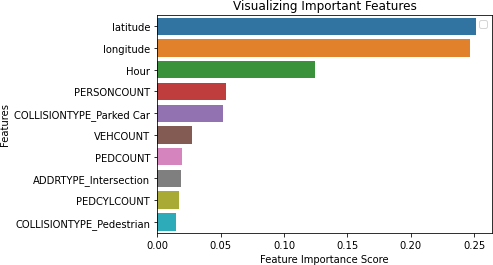 Visualizing Important Features
latitude
longitude
Hour
PERSONCOUNT
COLLISIONTYPE_Parked Car
VEHCOUNT
PEDCOUNT
ADDRTYPE_Intersection
PEDCYLCOUNT
COLLISIONTYPE_Pedestrian
Features
0.00 0.05 0.10 0.15 0.20 0.25
Feature Importance Score